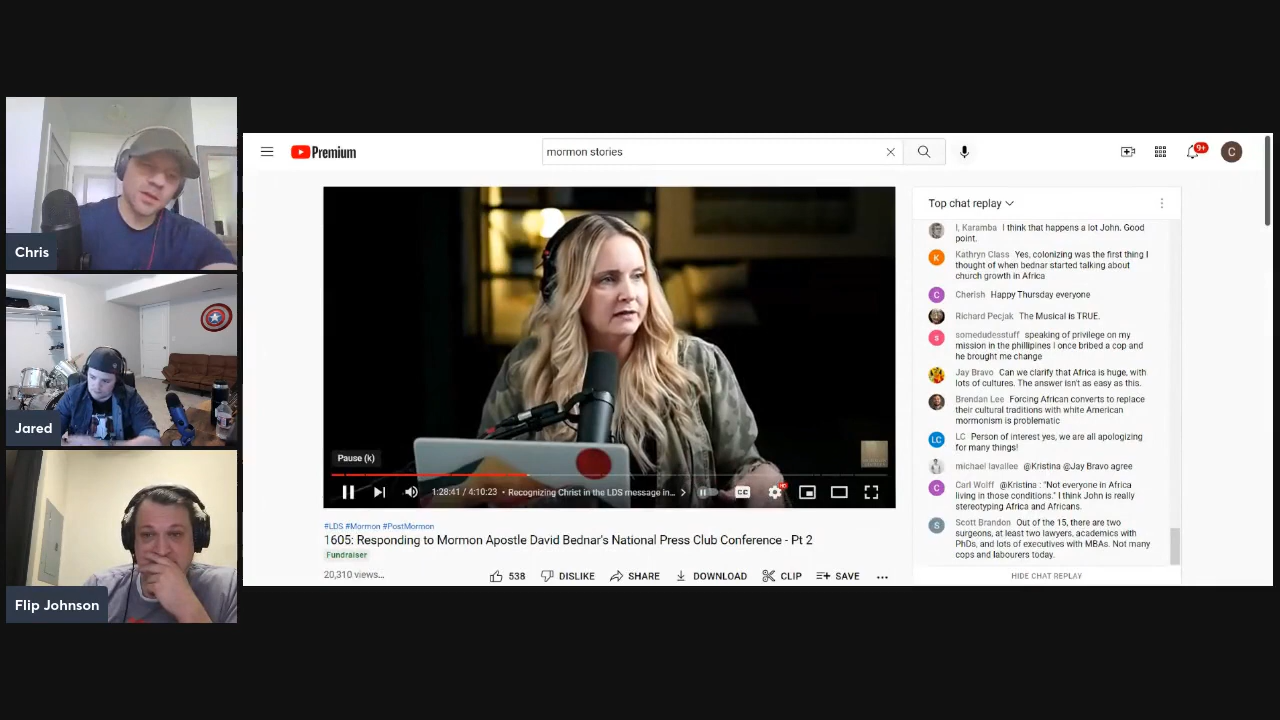 Chris
Jared
Flip Johnson
Premium
mormon stories
9+
C
Pause (k)
1:28:41 / 4:10:23 • Recognizing Christ in the LDS message in...
CC
HD
#LDS #Mormon #PostMormon
1605: Responding to Mormon Apostle David Bednar's National Press Club Conference - Pt 2
Fundraiser
20,310 views...
538
DISLIKE
SHARE
DOWNLOAD
CLIP
SAVE
Top chat replay
I, Karamba I think that happens a lot John. Good
point.
K
Kathryn Class Yes, colonizing was the first thing I
thought of when bednar started talking about
church growth in Africa
C
Cherish Happy Thursday everyone
Richard Pecjak The Musical is TRUE.
s
somedudesstuff speaking of privilege on my
mission in the phillipines I once bribed a cop and
he brought me change
Jay Bravo Can we clarify that Africa is huge, with
lots of cultures. The answer isn't as easy as this.
Brendan Lee Forcing African converts to replace
their cultural traditions with white American
mormonism is problematic
LC
LC Person of interest yes, we are all apologizing
for many things!
michael lavallee @Kristina @Jay Bravo agree
C
Carl Wolff @Kristina : "Not everyone in Africa
living in those conditions." I think John is really
stereotyping Africa and Africans.
S
Scott Brandon Out of the 15, there are two
surgeons, at least two lawyers, academics with
PhDs, and lots of executives with MBAs. Not many
cops and labourers today.
HIDE CHAT REPLAY